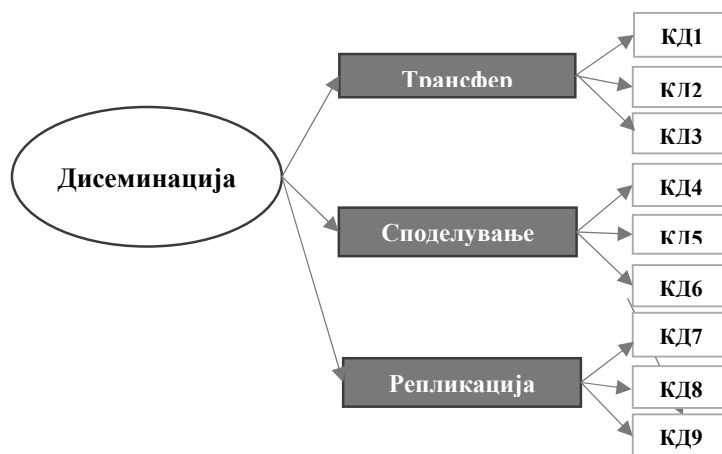 Дисеминација
Трансфер
КД1
КД2
КД3
Споделување
КД4
КД5
КД6
Репликација
КД7
КД8
КД9